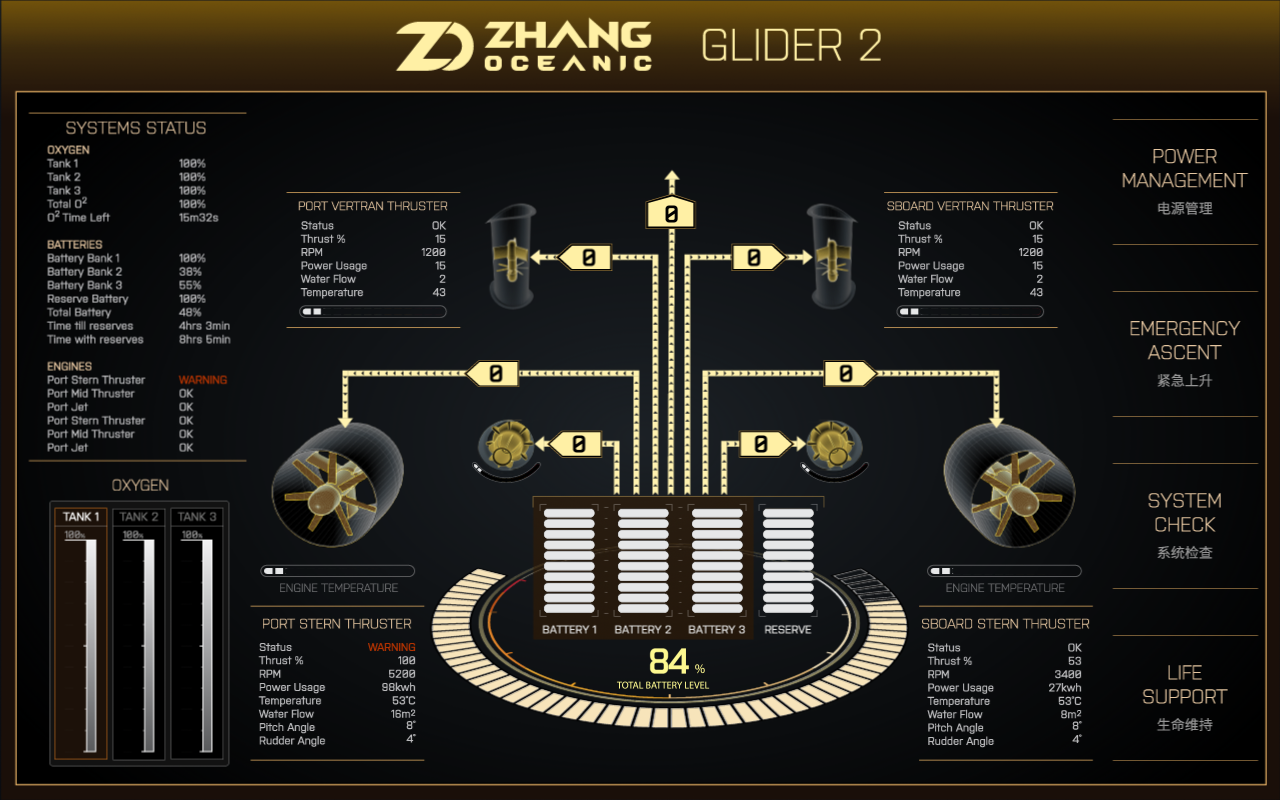 ZHANG
OCEANIC
GLIDER 2
SYSTEMS STATUS
OXYGEN
Tank 1 100%
Tank 2 100%
Tank 3 100%
Total O² 100%
O² Time Left 15m32s
BATTERIES
Battery Bank 1 100%
Battery Bank 2 38%
Battery Bank 3 55%
Reserve Battery 100%
Total Battery 48%
Time till reserves 4hrs 3min
Time with reserves 8hrs 5min
ENGINES
Port Stern Thruster WARNING
Port Mid Thruster OK
Port Jet OK
Port Stern Thruster OK
Port Mid Thruster OK
Port Jet OK
OXYGEN
TANK 1 TANK 2 TANK 3
100% 100% 100%
PORT VERTRAN THRUSTER
Status OK
Thrust % 15
RPM 1200
Power Usage 15
Water Flow 2
Temperature 43
0
0 0
0 0
0 0
SBOARD VERTRAN THRUSTER
Status OK
Thrust % 15
RPM 1200
Power Usage 15
Water Flow 2
Temperature 43
ENGINE TEMPERATURE
PORT STERN THRUSTER
Status WARNING
Thrust % 100
RPM 5200
Power Usage 98kwh
Temperature 53°C
Water Flow 16m²
Pitch Angle 8°
Rudder Angle 4°
BATTERY 1 BATTERY 2 BATTERY 3 RESERVE
84 %
TOTAL BATTERY LEVEL
ENGINE TEMPERATURE
SBOARD STERN THRUSTER
Status OK
Thrust % 53
RPM 3400
Power Usage 27kwh
Temperature 53°C
Water Flow 8m²
Pitch Angle 8°
Rudder Angle 4°
POWER
MANAGEMENT
电源管理
EMERGENCY
ASCENT
紧急上升
SYSTEM
CHECK
系统检查
LIFE
SUPPORT
生命维持